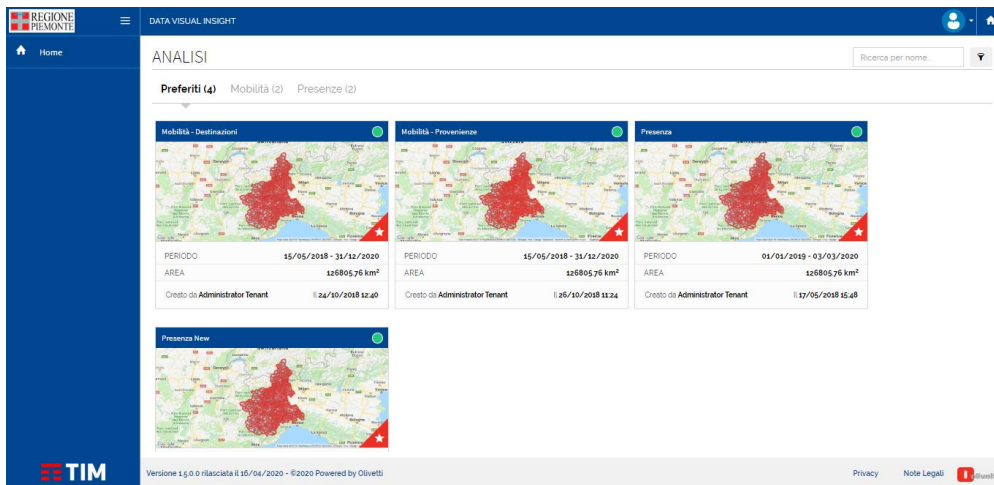 REGIONE
PIEMONTE
DATA VISUAL INSIGHT
Home
ANALISI
Ricerca per nome..
Preferiti (4) Mobilità (2) Presenze (2)
Mobilità - Destinazioni
PERIODO 15/05/2018 - 31/12/2020
AREA 126805,76 km²
Creato da Administrator Tenant Il 24/10/2018 12:40
Mobilità - Provenienze
PERIODO 15/05/2018 - 31/12/2020
AREA 126805,76 km²
Creato da Administrator Tenant Il 26/10/2018 11:24
Presenza
PERIODO 01/01/2019 - 03/03/2020
AREA 126805,76 km²
Creato da Administrator Tenant Il 17/05/2018 15:48
Presenza New
TIM
Versione 1.5.0.0 rilasciata il 16/04/2020 - ©2020 Powered by Olivetti
Privacy Note Legali